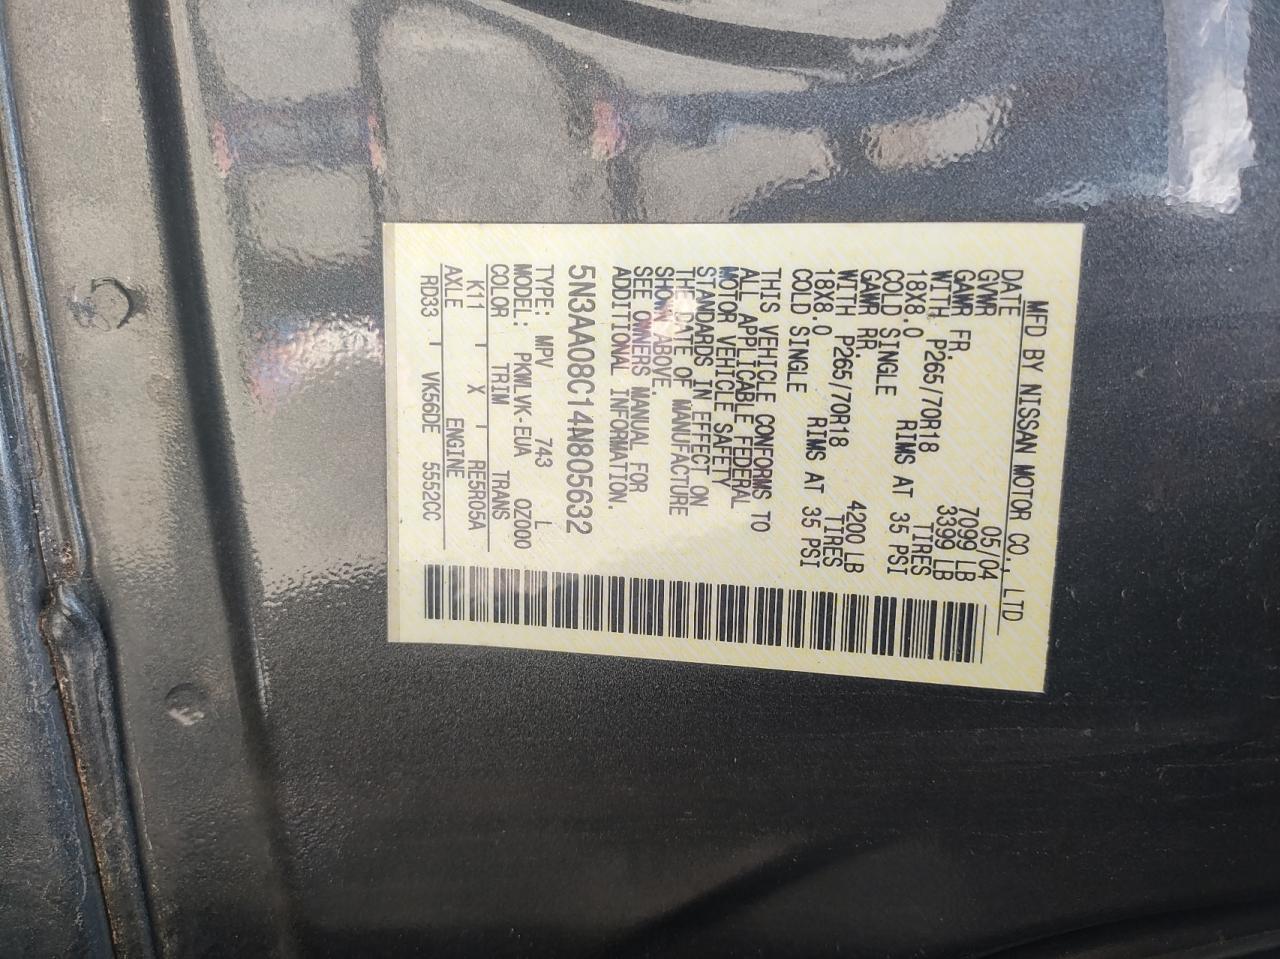 MFD BY NISSAN MOTOR CO., LTD
DATE 05/04
GVWR 7099 LB
GAWR FR. 3399 LB
WITH P265/70R18 TIRES
18X8.0 RIMS AT 35 PSI
COLD SINGLE
GAWR RR. 4200 LB
WITH P265/70R18 TIRES
18X8.0 RIMS AT 35 PSI
COLD SINGLE
THIS VEHICLE CONFORMS TO
ALL APPLICABLE FEDERAL
MOTOR VEHICLE SAFETY
STANDARDS IN EFFECT ON
THE DATE OF MANUFACTURE
SHOWN ABOVE.
SEE OWNERS MANUAL FOR
ADDITIONAL INFORMATION.
5N3AA08C14N805632
TYPE: MPV 743 L
MODEL: PKWLVK-EUA QZ000
COLOR TRIM TRANS
K11 X RE5R05A
AXLE ENGINE
RD33 VK56DE 5552CC